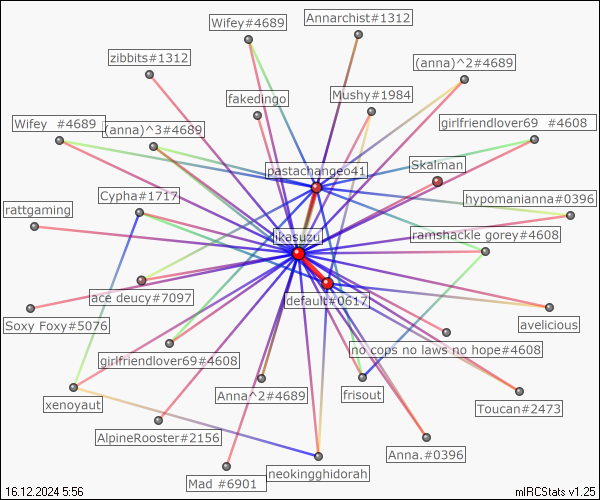 Annarchist#1312
Wifey#4689
zibbits#1312
(anna)^2#4689
Mushy#1984
fakedingo
Wifey  #4689
(anna)^3#4689
girlfriendlover69  #4608
Skalman
pastachangeo41
Cypha#1717
hypomanianna#0396
rattgaming
ikasuzu
ramshackle gorey#4608
ace deucy#7097
default#0617
Soxy Foxy#5076
avelicious
girlfriendlover69#4608
no cops no laws no hope#4608
Anna^2#4689
frisout
xenoyaut
Toucan#2473
AlpineRooster#2156
Anna.#0396
neokingghidorah
Mad #6901
16.12.2024 5:56
mIRCStats v1.25